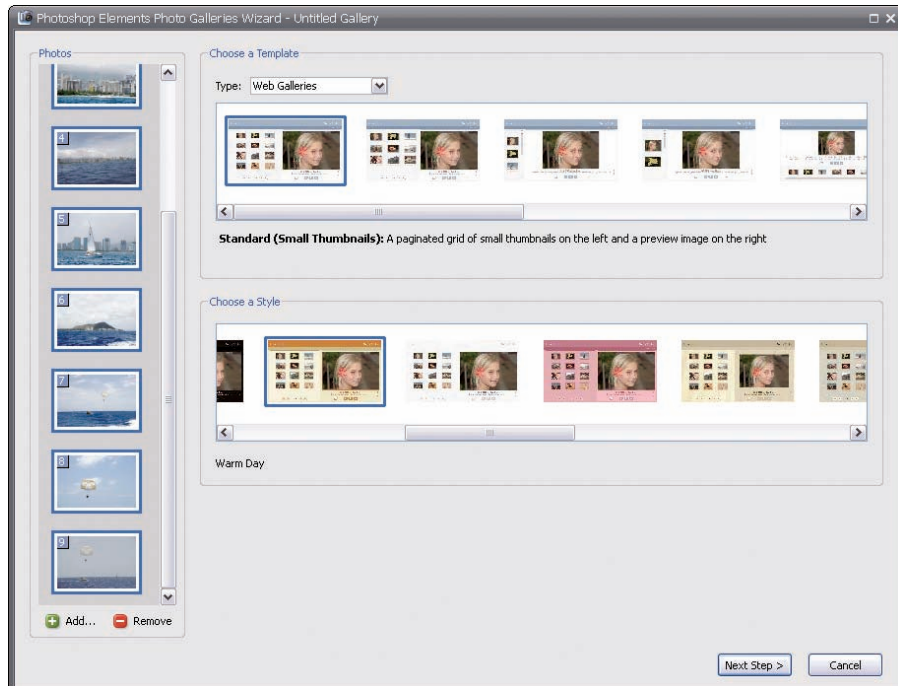 Photoshop Elements Photo Galleries Wizard - Untitled Gallery
Photos
4
5
6
7
8
9
Add...
Remove
Choose a Template
Type: Web Galleries
Standard (Small Thumbnails): A paginated grid of small thumbnails on the left and a preview image on the right
Choose a Style
Warm Day
Next Step >
Cancel